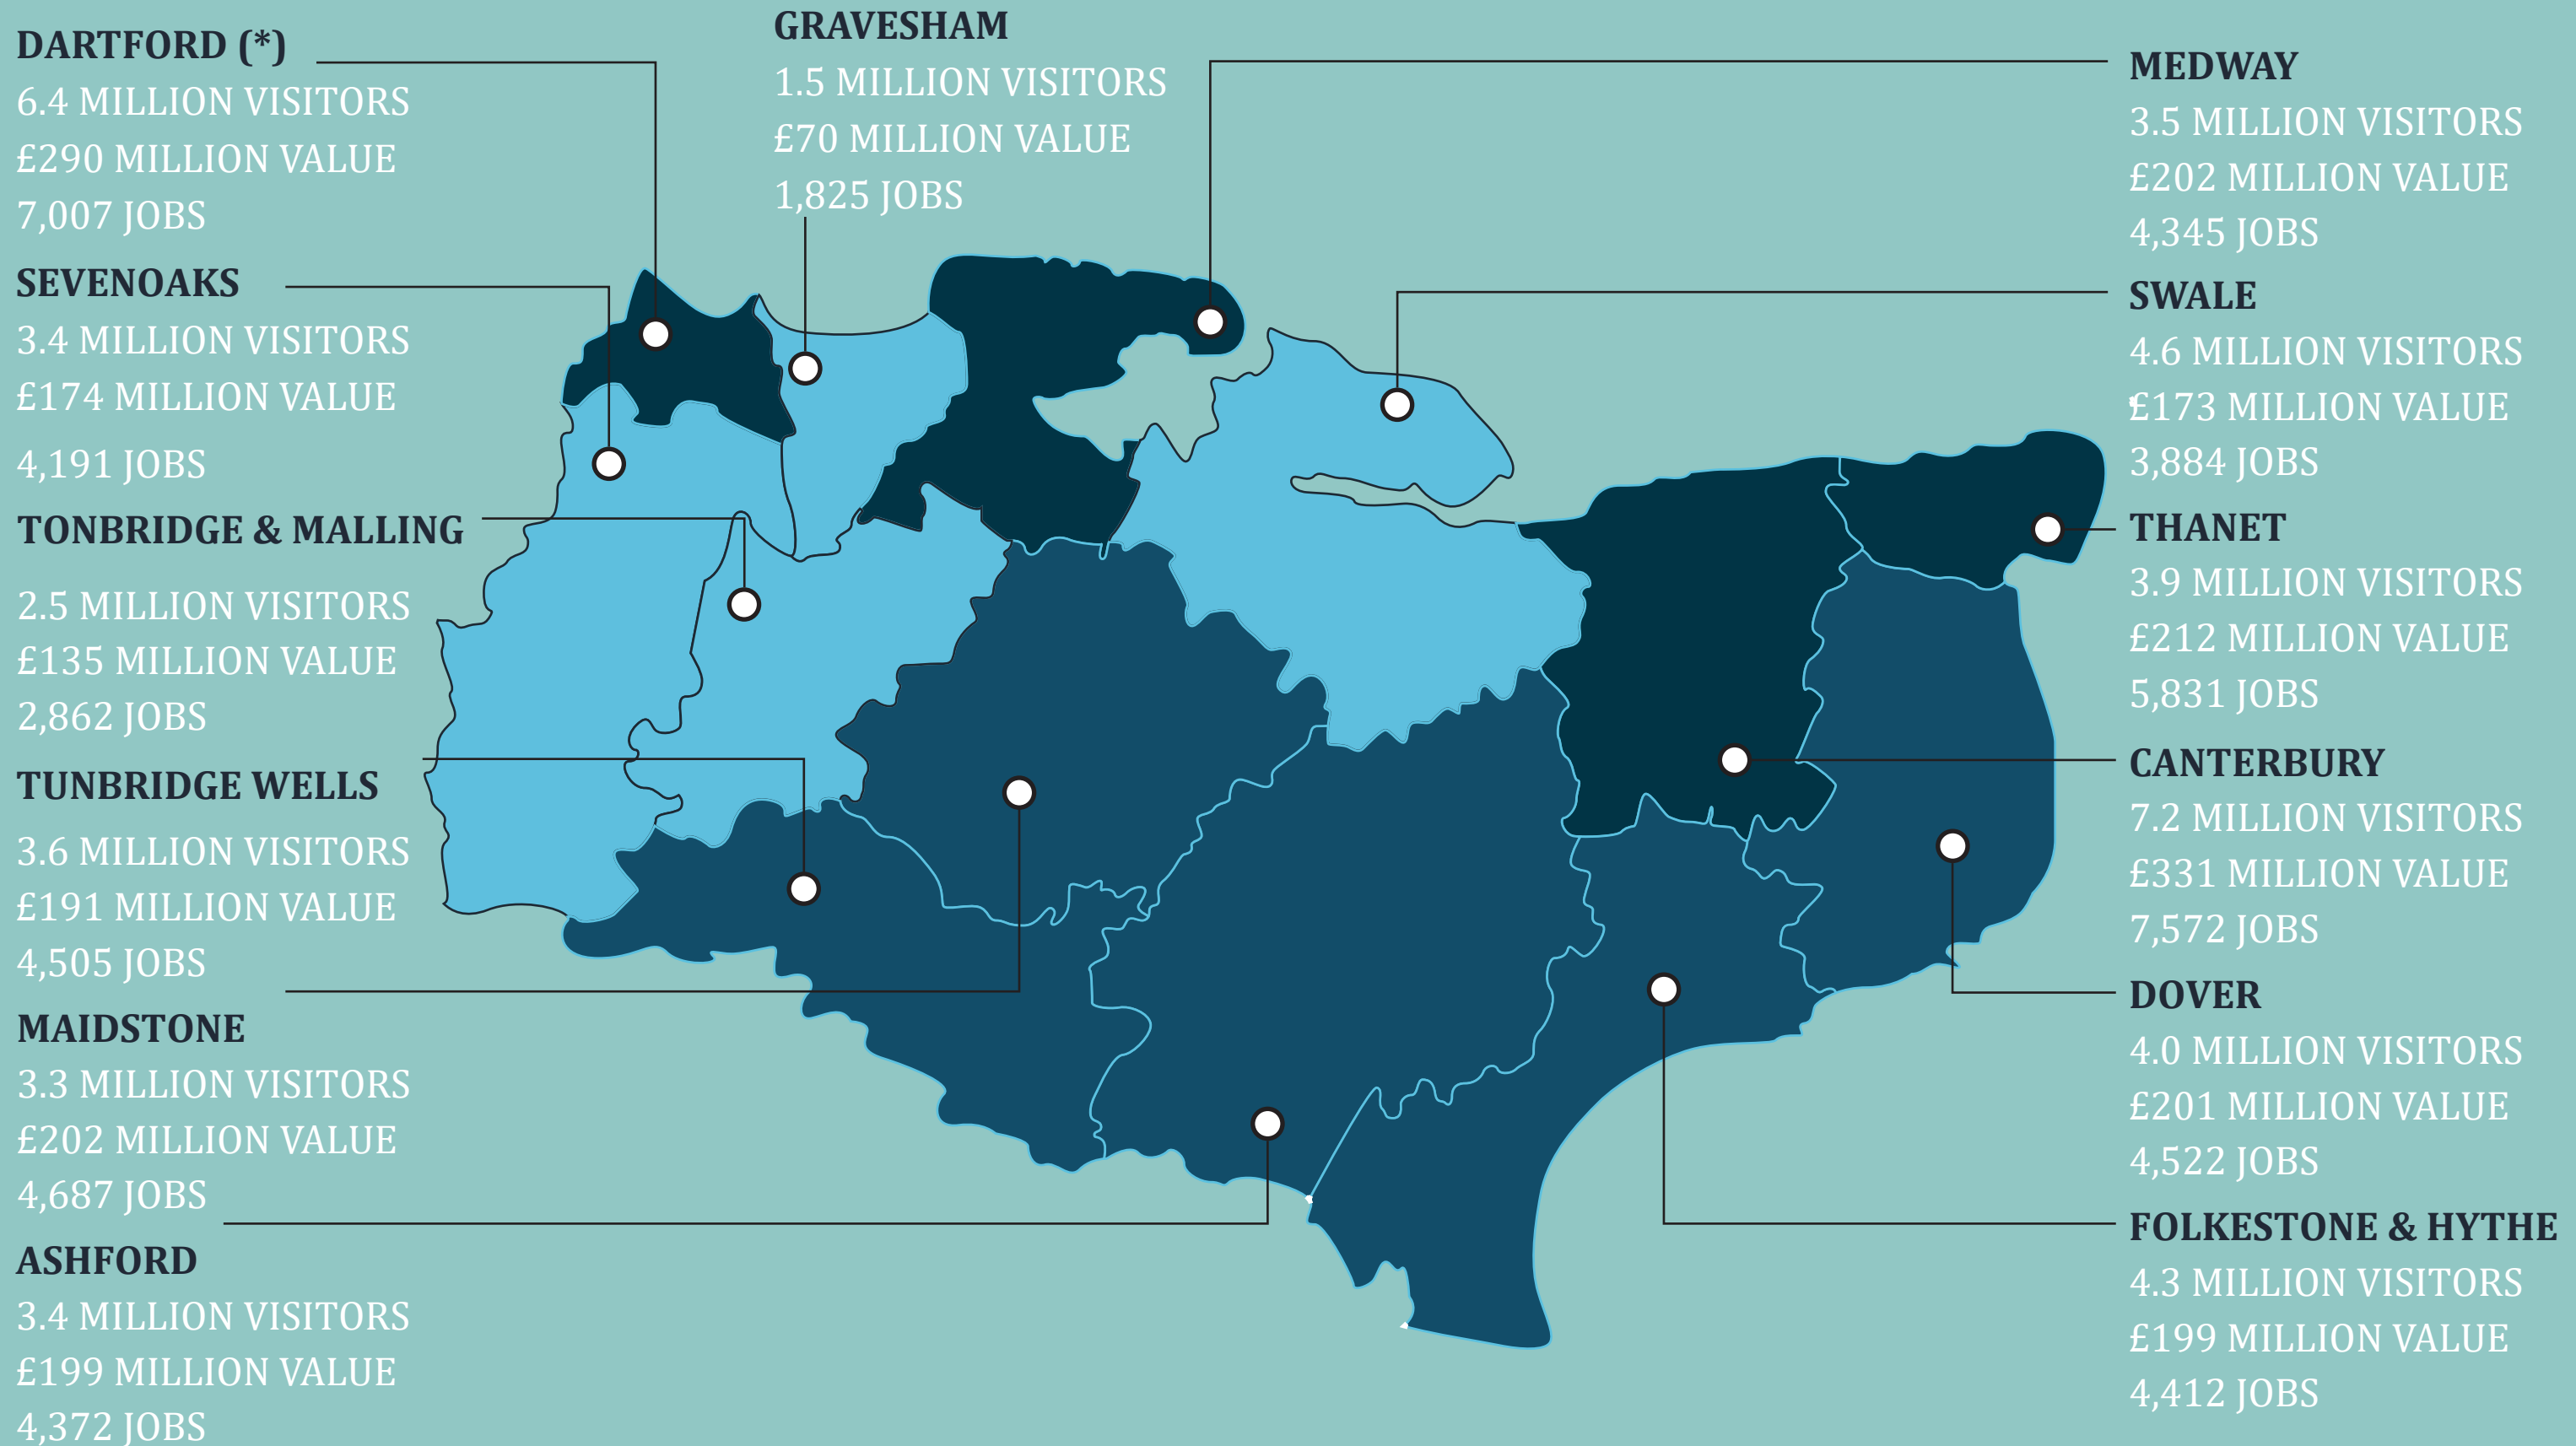 DARTFORD (*)
6.4 MILLION VISITORS
£290 MILLION VALUE
7,007 JOBS
SEVENOAKS
3.4 MILLION VISITORS
£174 MILLION VALUE
4,191 JOBS
TONBRIDGE & MALLING
2.5 MILLION VISITORS
£135 MILLION VALUE
2,862 JOBS
TUNBRIDGE WELLS
3.6 MILLION VISITORS
£191 MILLION VALUE
4,505 JOBS
MAIDSTONE
3.3 MILLION VISITORS
£202 MILLION VALUE
4,687 JOBS
ASHFORD
3.4 MILLION VISITORS
£199 MILLION VALUE
4,372 JOBS
GRAVESHAM
1.5 MILLION VISITORS
£70 MILLION VALUE
1,825 JOBS
MEDWAY
3.5 MILLION VISITORS
£202 MILLION VALUE
4,345 JOBS
SWALE
4.6 MILLION VISITORS
£173 MILLION VALUE
3,884 JOBS
THANET
3.9 MILLION VISITORS
£212 MILLION VALUE
5,831 JOBS
CANTERBURY
7.2 MILLION VISITORS
£331 MILLION VALUE
7,572 JOBS
DOVER
4.0 MILLION VISITORS
£201 MILLION VALUE
4,522 JOBS
FOLKESTONE & HYTHE
4.3 MILLION VISITORS
£199 MILLION VALUE
4,412 JOBS